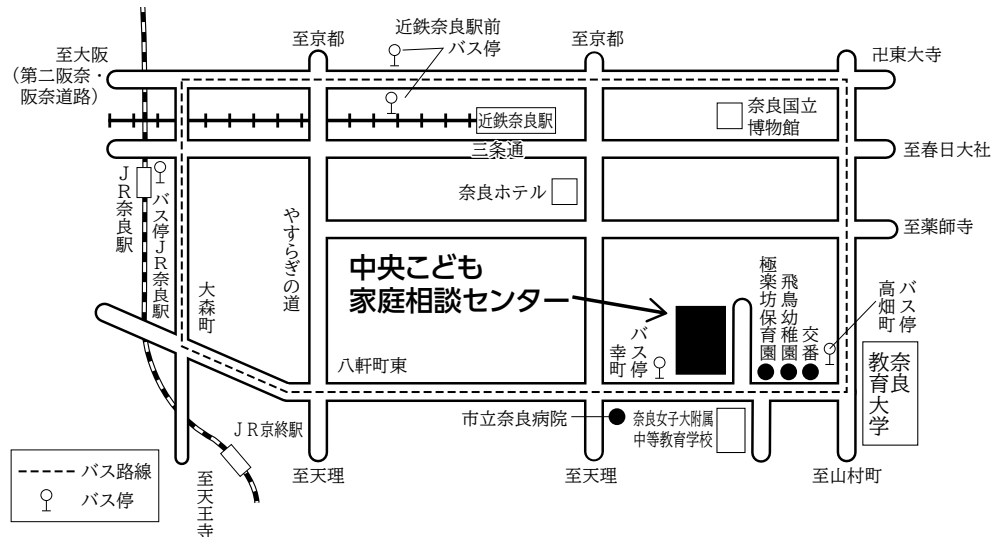 至大阪
（第二阪奈・
阪奈道路）
至京都
近鉄奈良駅前
バス停
至京都
卍東大寺
近鉄奈良駅
奈良国立
博物館
三条通
至春日大社
JR奈良駅
バス停JR奈良駅
奈良ホテル
やすらぎの道
至薬師寺
中央こども
家庭相談センター
大森町
極楽坊保育園
飛鳥幼稚園
交番
バス停
高畑町
バス停
幸町
八軒町東
奈良
教育大学
市立奈良病院
奈良女子大附属
中等教育学校
JR京終駅
至天王寺
至天理
至天理
至山村町
バス路線
バス停